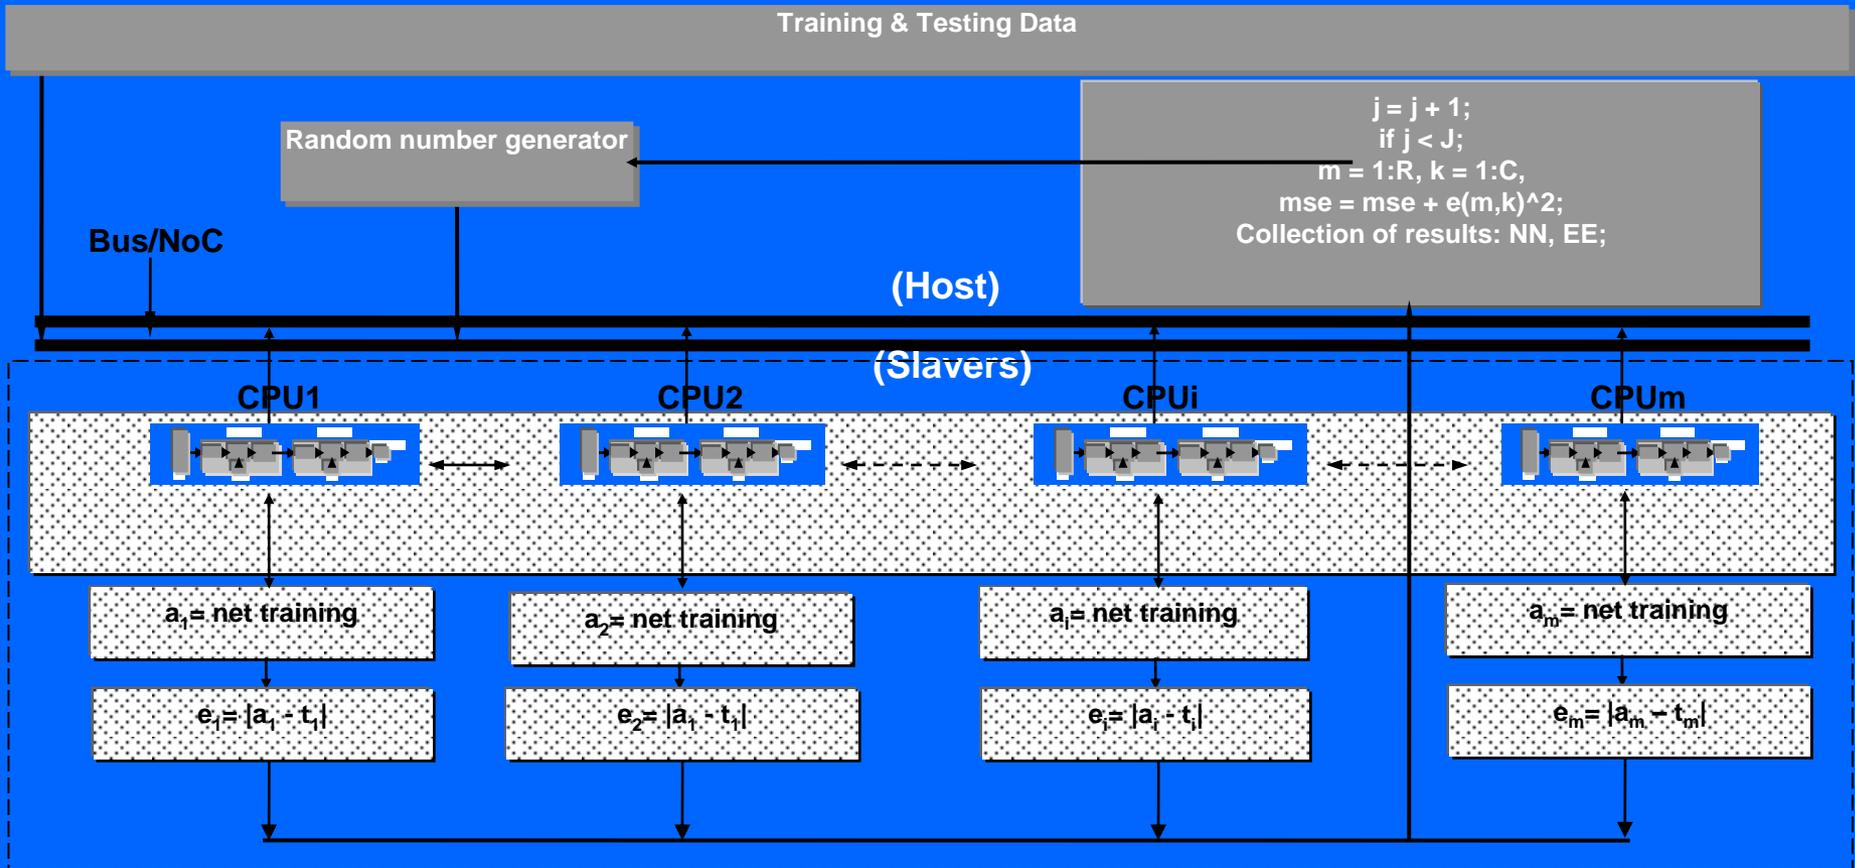 Training & Testing Data
j = j + 1;
if j < J;
m = 1:R, k = 1:C,
mse = mse + e(m,k)^2;
Collection of results: NN, EE;
Random number generator
Bus/NoC
(Host)
(Slavers)
CPU1
CPU2
CPUi
CPUm
a1= net training
a2= net training
ai= net training
am= net training
e1= |a1 - t1|
e2= |a1 - t1|
ei= |ai - ti|
em= |am – tm|